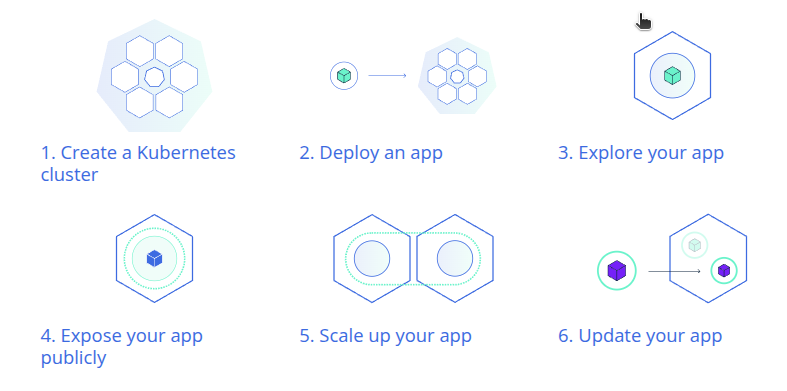 1. Create a Kubernetes
cluster
2. Deploy an app
3. Explore your app
4. Expose your app
publicly
5. Scale up your app
6. Update your app